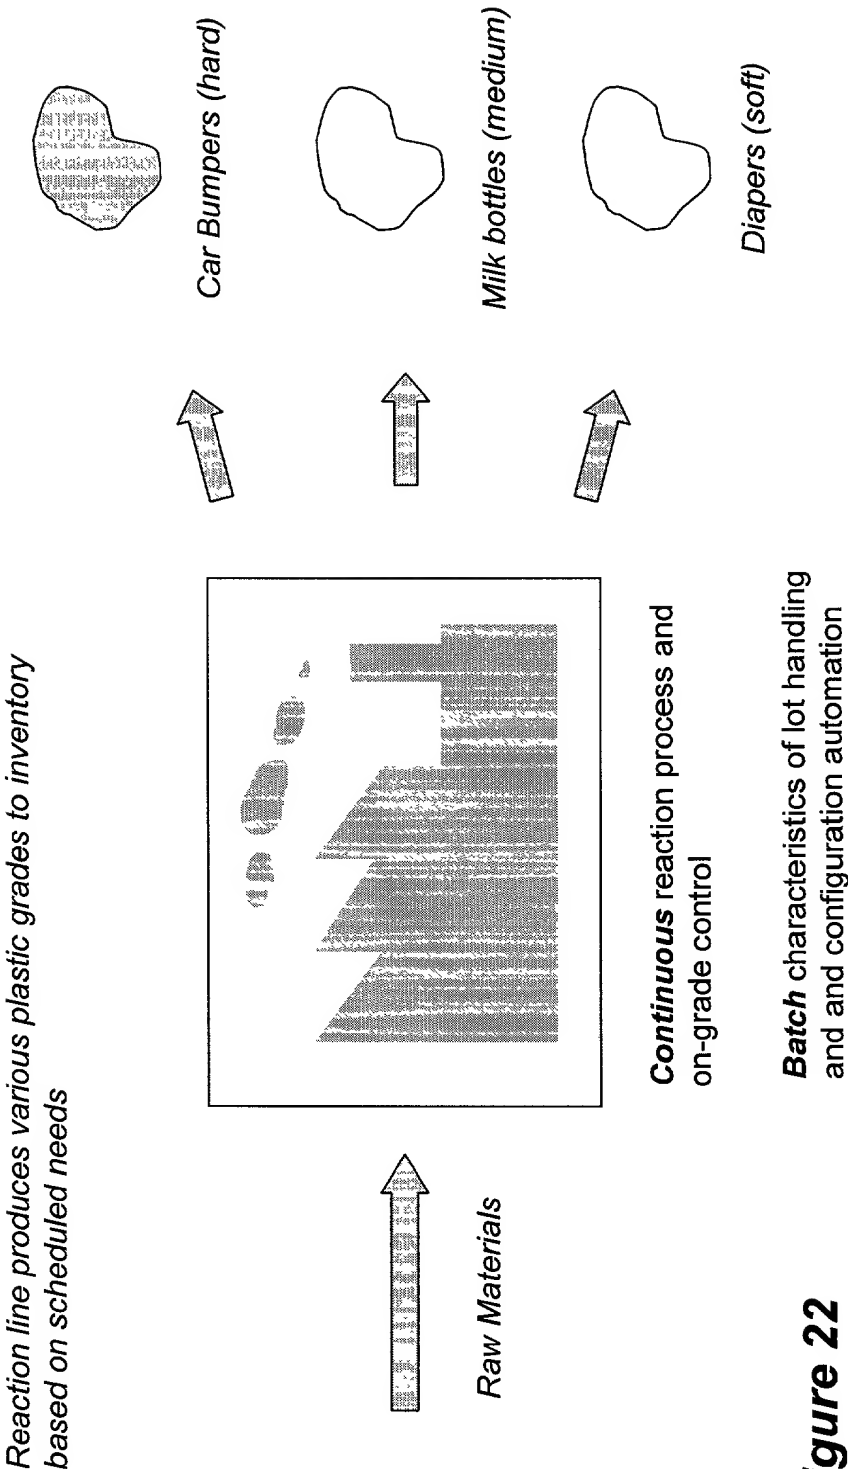 Reaction line produces various plastic grades to inventory
based on scheduled needs
Raw Materials
Continuous reaction process and
on-grade control
Batch characteristics of lot handling
and and configuration automation
Car Bumpers (hard)
Milk bottles (medium)
Diapers (soft)
gure 22